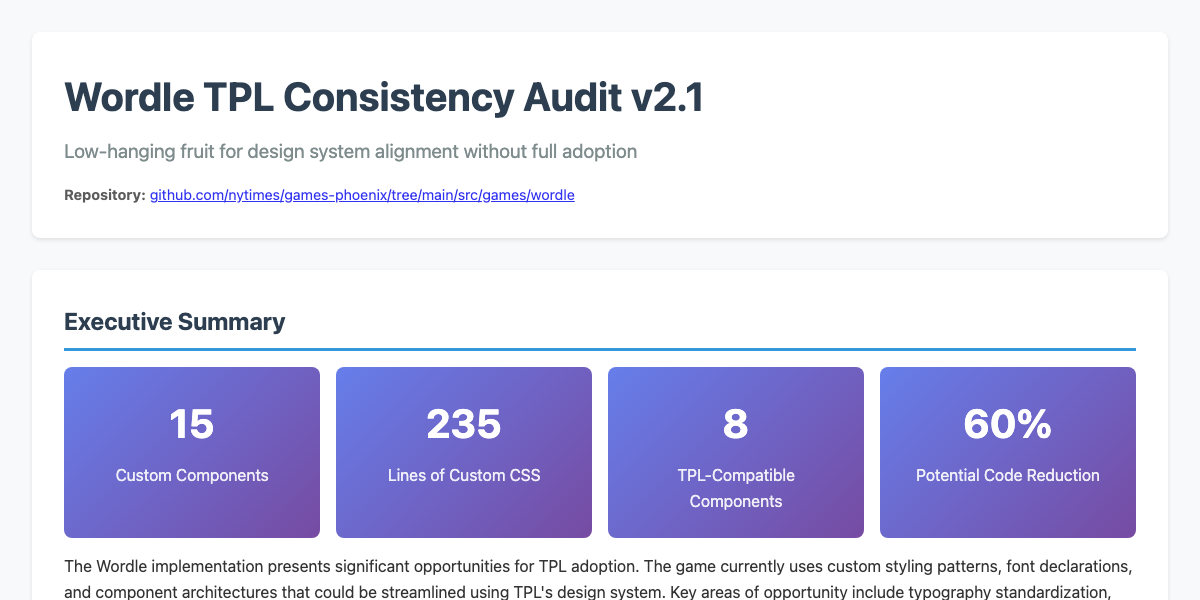 Wordle TPL Consistency Audit v2.1
Low-hanging fruit for design system alignment without full adoption
Repository: github.com/nytimes/games-phoenix/tree/main/src/games/wordle
Executive Summary
15
Custom Components
235
Lines of Custom CSS
8
TPL-Compatible
Components
60%
Potential Code Reduction
The Wordle implementation presents significant opportunities for TPL adoption. The game currently uses custom styling patterns, font declarations,
and component architectures that could be streamlined using TPL's design system. Key areas of opportunity include typography standardization,